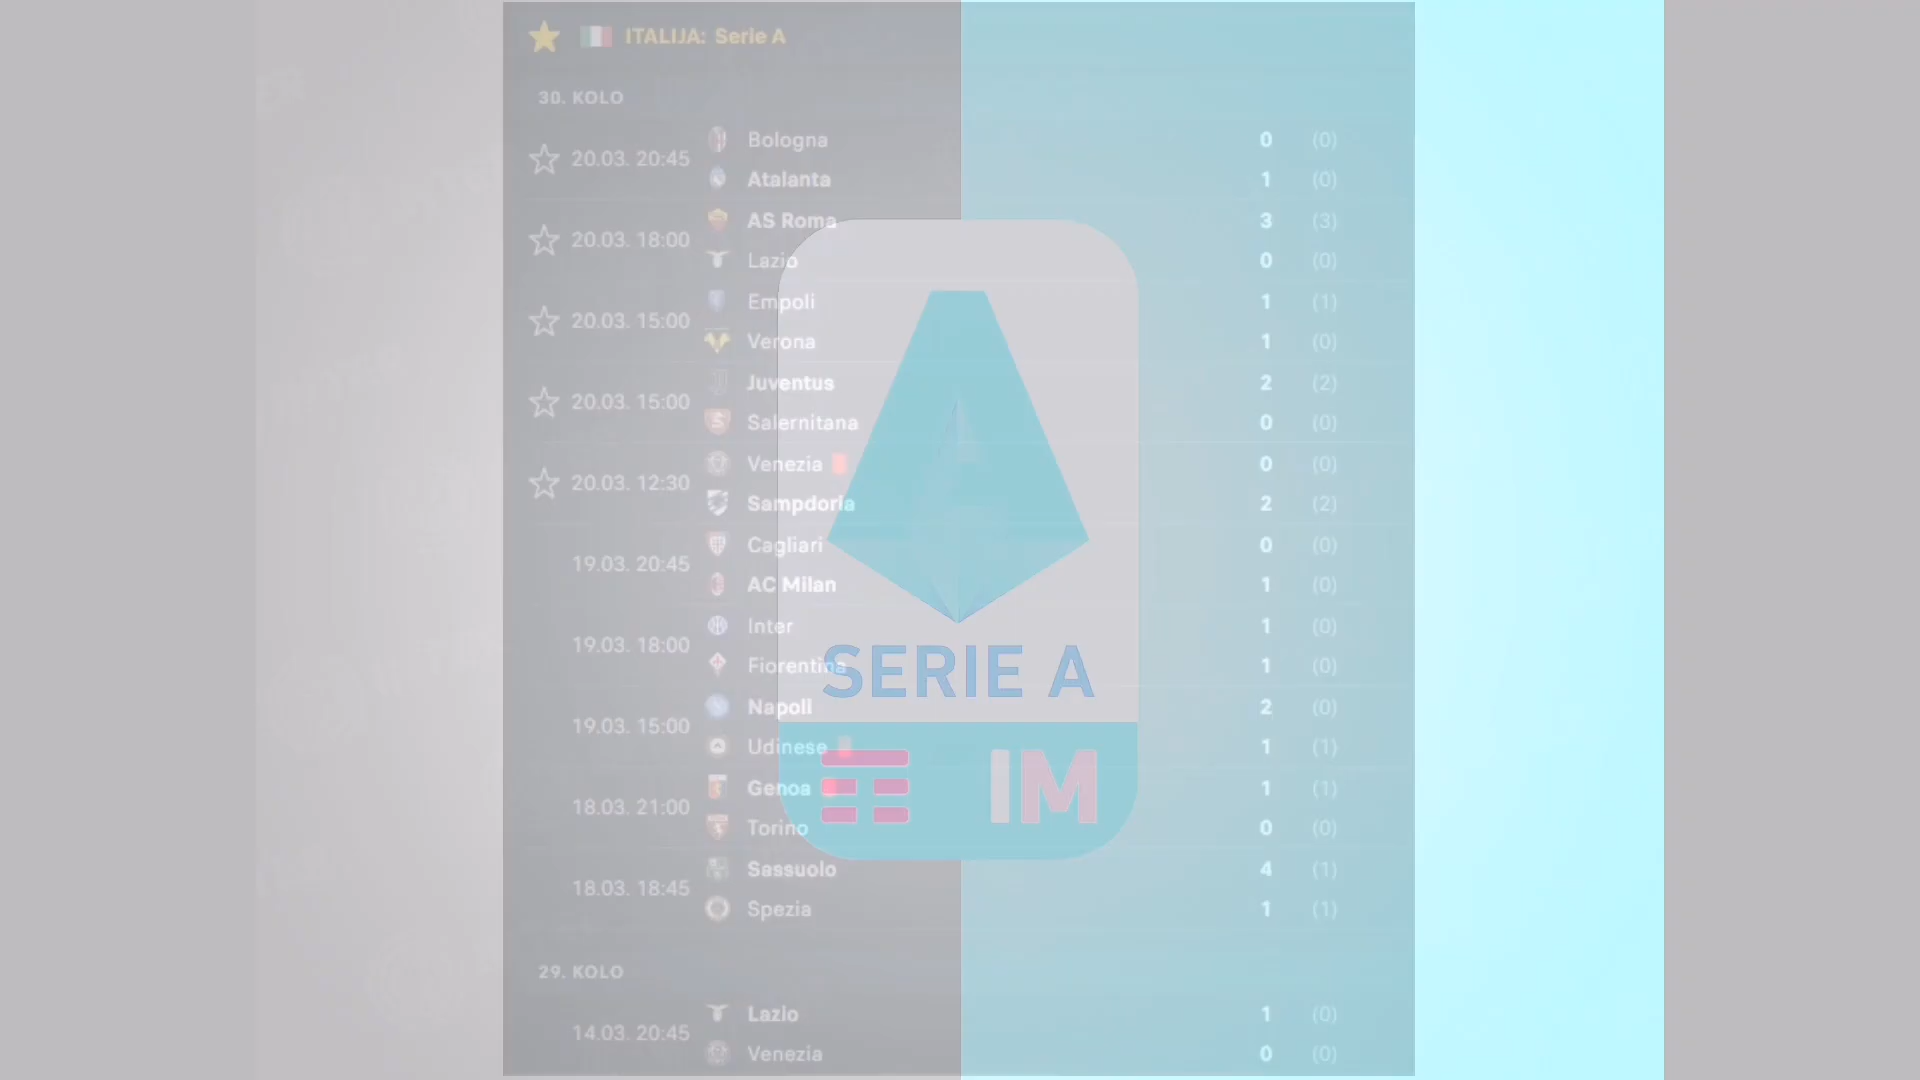 ITALIJA: Serie A
30. KOLO
20.03. 20:45 Bologna 0 (0)
Atalanta 1 (0)
20.03. 18:00 AS Roma 3 (3)
Lazio 0 (0)
20.03. 15:00 Empoli 1 (1)
Verona 1 (0)
20.03. 15:00 Juventus 2 (2)
Salernitana 0 (0)
20.03. 12:30 Venezia 0 (0)
Sampdoria 2 (2)
19.03. 20:45 Cagliari 0 (0)
AC Milan 1 (0)
19.03. 18:00 Inter 1 (0)
Fiorentina 1 (0)
SERIE A
19.03. 15:00 Napoli 2 (0)
Udinese 1 (1)
IM
18.03. 21:00 Genoa 1 (1)
Torino 0 (0)
18.03. 18:45 Sassuolo 4 (1)
Spezia 1 (1)
29. KOLO
14.03. 20:45 Lazio 1 (0)
Venezia 0 (0)